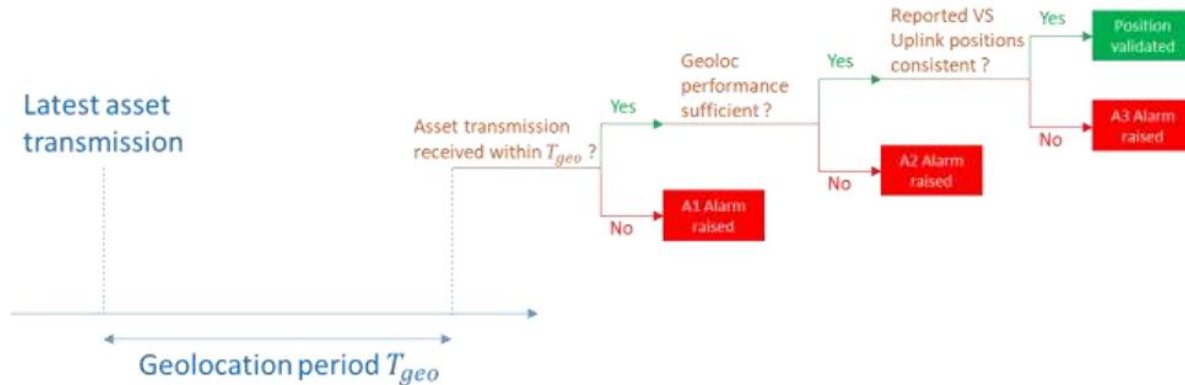 Latest asset
transmission
Geolocation period T_geo
Asset transmission
received within T_geo ?
Yes
No
A1 Alarm
raised
Geoloc
performance
sufficient ?
Yes
No
A2 Alarm
raised
Reported VS
Uplink positions
consistent ?
Yes
No
Position
validated
A3 Alarm
raised